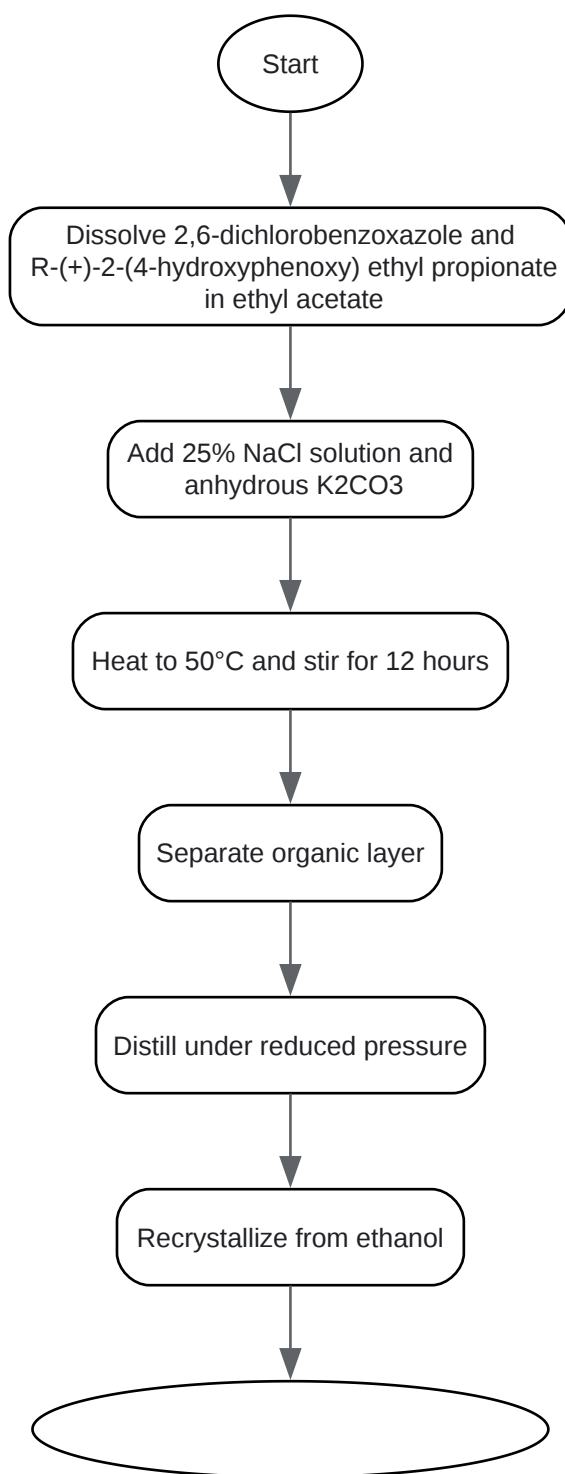 Start
Dissolve 2,6-dichlorobenzoxazole and
R-(+)-2-(4-hydroxyphenoxy) ethyl propionate
in ethyl acetate
Add 25% NaCl solution and
anhydrous K2CO3
Heat to 50°C and stir for 12 hours
Separate organic layer
Distill under reduced pressure
Recrystallize from ethanol